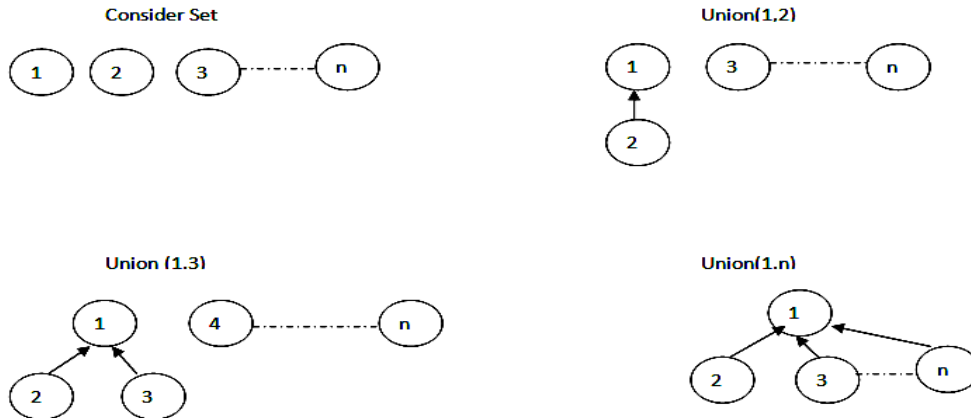 Consider Set
1 2 3 n
Union(1,2)
1 3 n
2
Union (1.3)
1 4 n
2 3
Union(1.n)
1
2 3 n